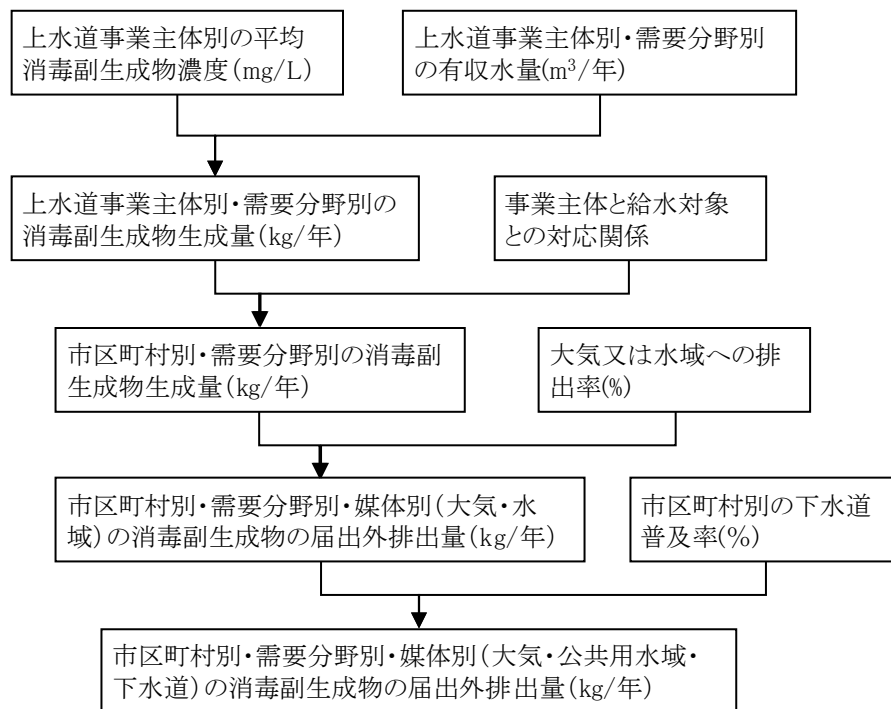 上水道事業主体別の平均
消毒副生成物濃度(mg/L)
上水道事業主体別・需要分野別
の有収水量(m³/年)
上水道事業主体別・需要分野別の
消毒副生成物生成量(kg/年)
事業主体と給水対象
との対応関係
市区町村別・需要分野別の消毒副
生成物生成量(kg/年)
大気又は水域への排
出率(%)
市区町村別・需要分野別・媒体別(大気・水
域)の消毒副生成物の届出外排出量(kg/年)
市区町村別の下水道
普及率(%)
市区町村別・需要分野別・媒体別(大気・公共用水域・
下水道)の消毒副生成物の届出外排出量(kg/年)